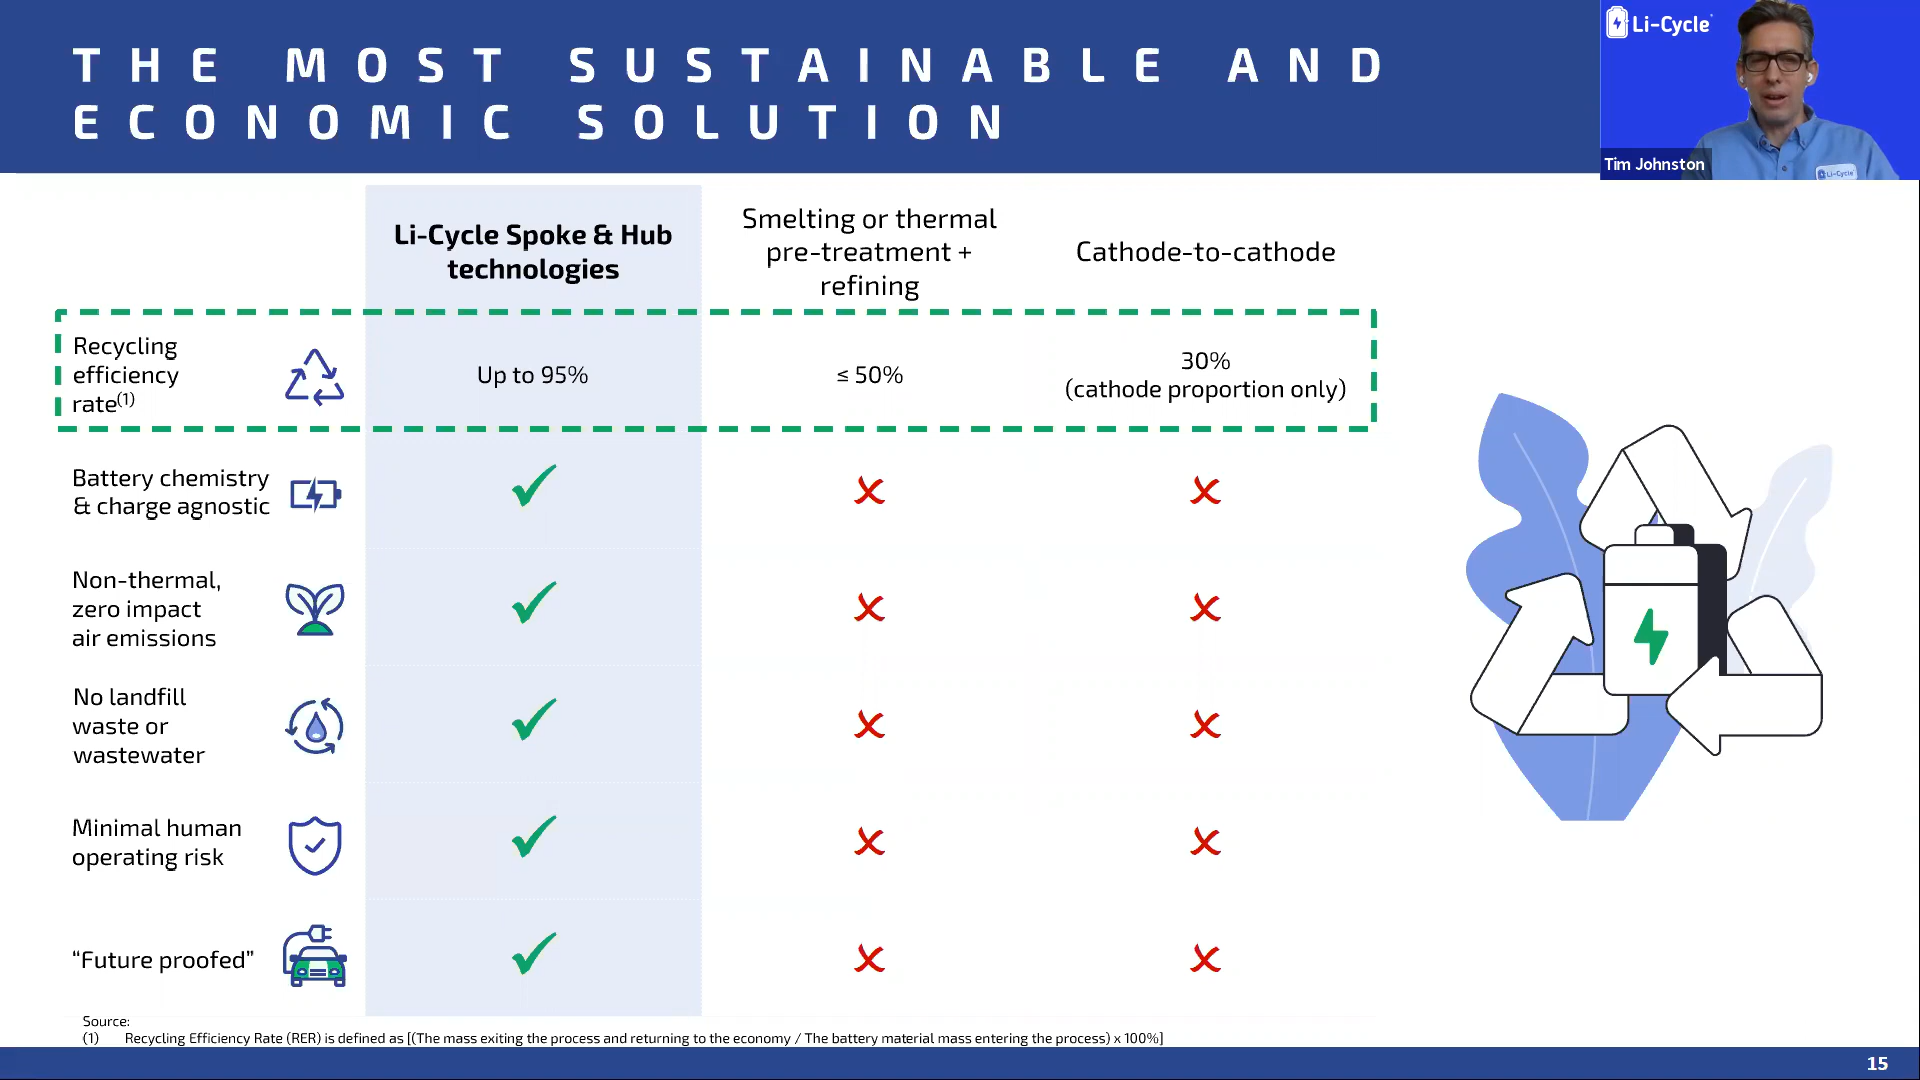 THE MOST SUSTAINABLE AND
ECONOMIC SOLUTION
Li-Cycle
Tim Johnston
Li-Cycle
Li-Cycle Spoke & Hub
technologies
Smelting or thermal
pre-treatment +
refining
Cathode-to-cathode
Recycling
efficiency
rate(1)
Up to 95%
≤ 50%
30%
(cathode proportion only)
Battery chemistry
& charge agnostic
Non-thermal,
zero impact
air emissions
No landfill
waste or
wastewater
Minimal human
operating risk
“Future proofed”
Source:
(1) Recycling Efficiency Rate (RER) is defined as [(The mass exiting the process and returning to the economy / The battery material mass entering the process) x 100%]
15